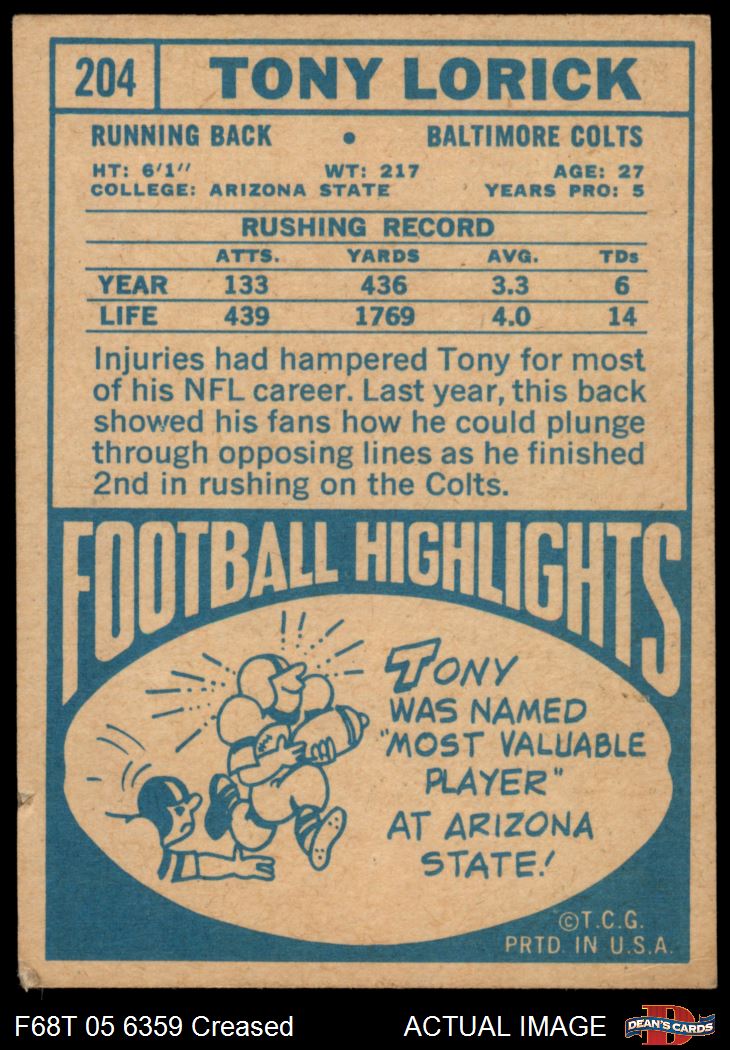 204 TONY LORICK
RUNNING BACK • BALTIMORE COLTS
HT: 6'1" WT: 217 AGE: 27
COLLEGE: ARIZONA STATE YEARS PRO: 5
RUSHING RECORD
ATTS. YARDS AVG. TDs
YEAR 133 436 3.3 6
LIFE 439 1769 4.0 14
Injuries had hampered Tony for most
of his NFL career. Last year, this back
showed his fans how he could plunge
through opposing lines as he finished
2nd in rushing on the Colts.
FOOTBALL HIGHLIGHTS
TONY
WAS NAMED
"MOST VALUABLE
PLAYER"
AT ARIZONA
STATE!
©T.C.G.
PRTD. IN U.S.A.
F68T 05 6359 Creased ACTUAL IMAGE D DEAN'S CARDS